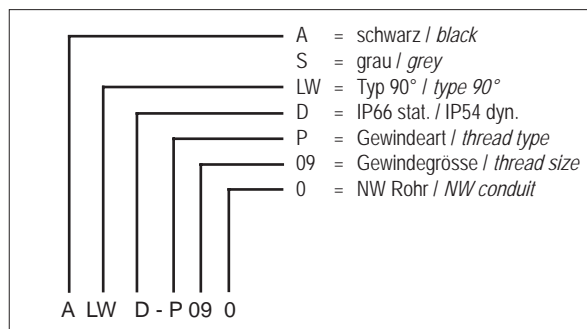 A = schwarz / black
S = grau / grey
LW = Typ 90° / type 90°
D = IP66 stat. / IP54 dyn.
P = Gewindeart / thread type
09 = Gewindegrösse / thread size
0 = NW Rohr / NW conduit
A LW D - P 09 0